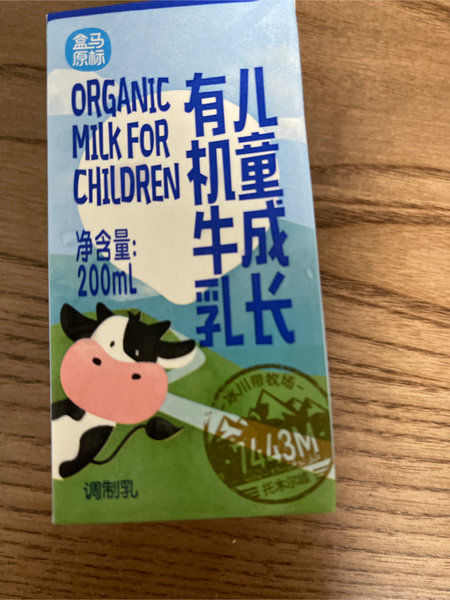 盒马
原标
ORGANIC
MILK FOR
CHILDREN
儿童成长
有机牛乳
净含量:
200ml
冰川带牧场
7443M
托木尔峰
调制乳